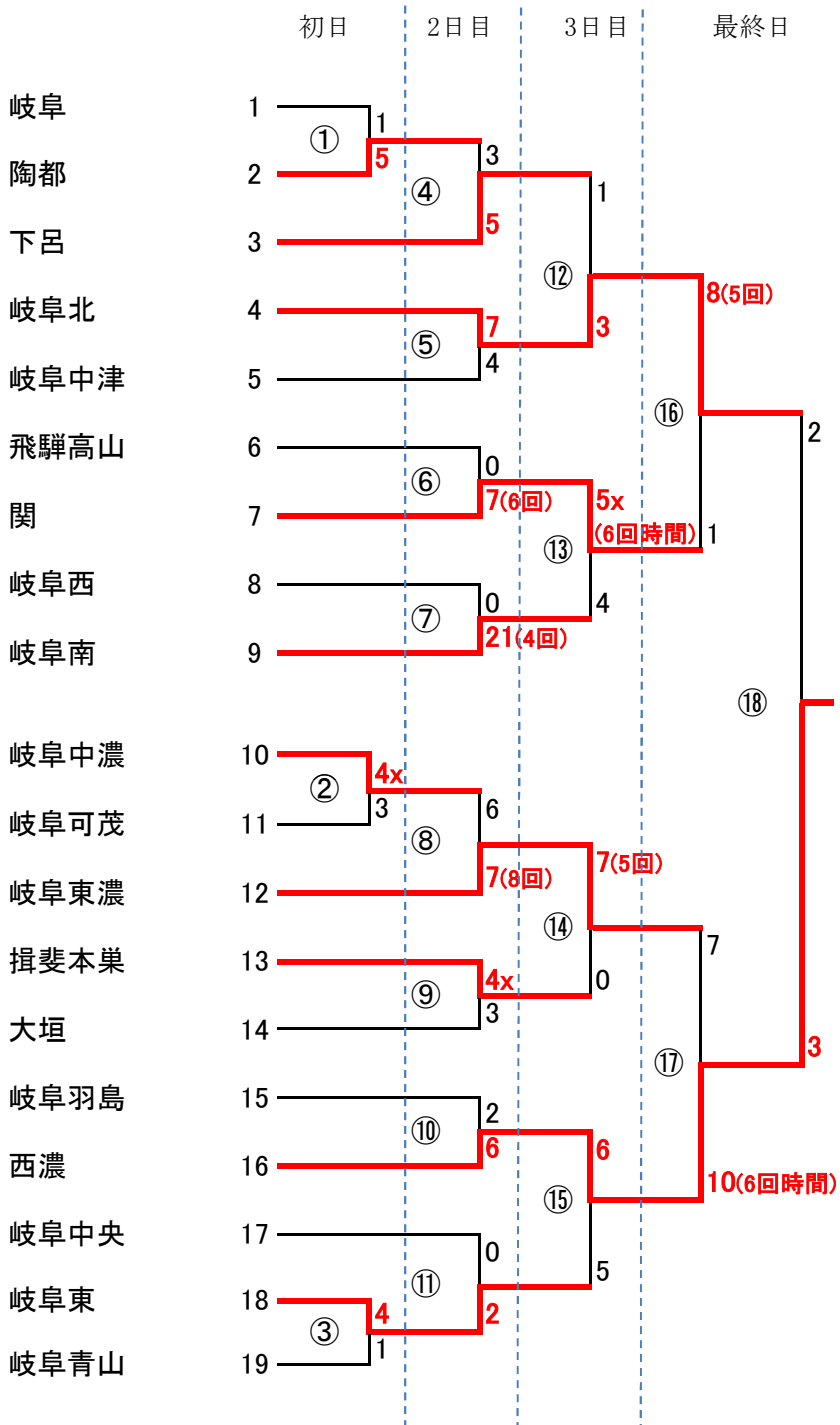 初日 2日目 3日目 最終日
岐阜 1
1
①
陶都 2
5
3
④
5
1
下呂 3
⑫
8(5回)
岐阜北 4
7
3
⑤
4
岐阜中津 5
⑯
2
飛騨高山 6
0
⑥
7(6回)
5x
(6回時間)
1
関 7
⑬
岐阜西 8
0
4
⑦
21(4回)
岐阜南 9
⑱
岐阜中濃 10
4x
②
3
6
岐阜可茂 11
⑧
7(8回)
7(5回)
岐阜東濃 12
⑭
7
揖斐本巣 13
4x
0
⑨
3
大垣 14
3
⑰
岐阜羽島 15
2
⑩
6
6
西濃 16
10(6回時間)
⑮
岐阜中央 17
0
5
⑪
2
岐阜東 18
4
③
1
岐阜青山 19